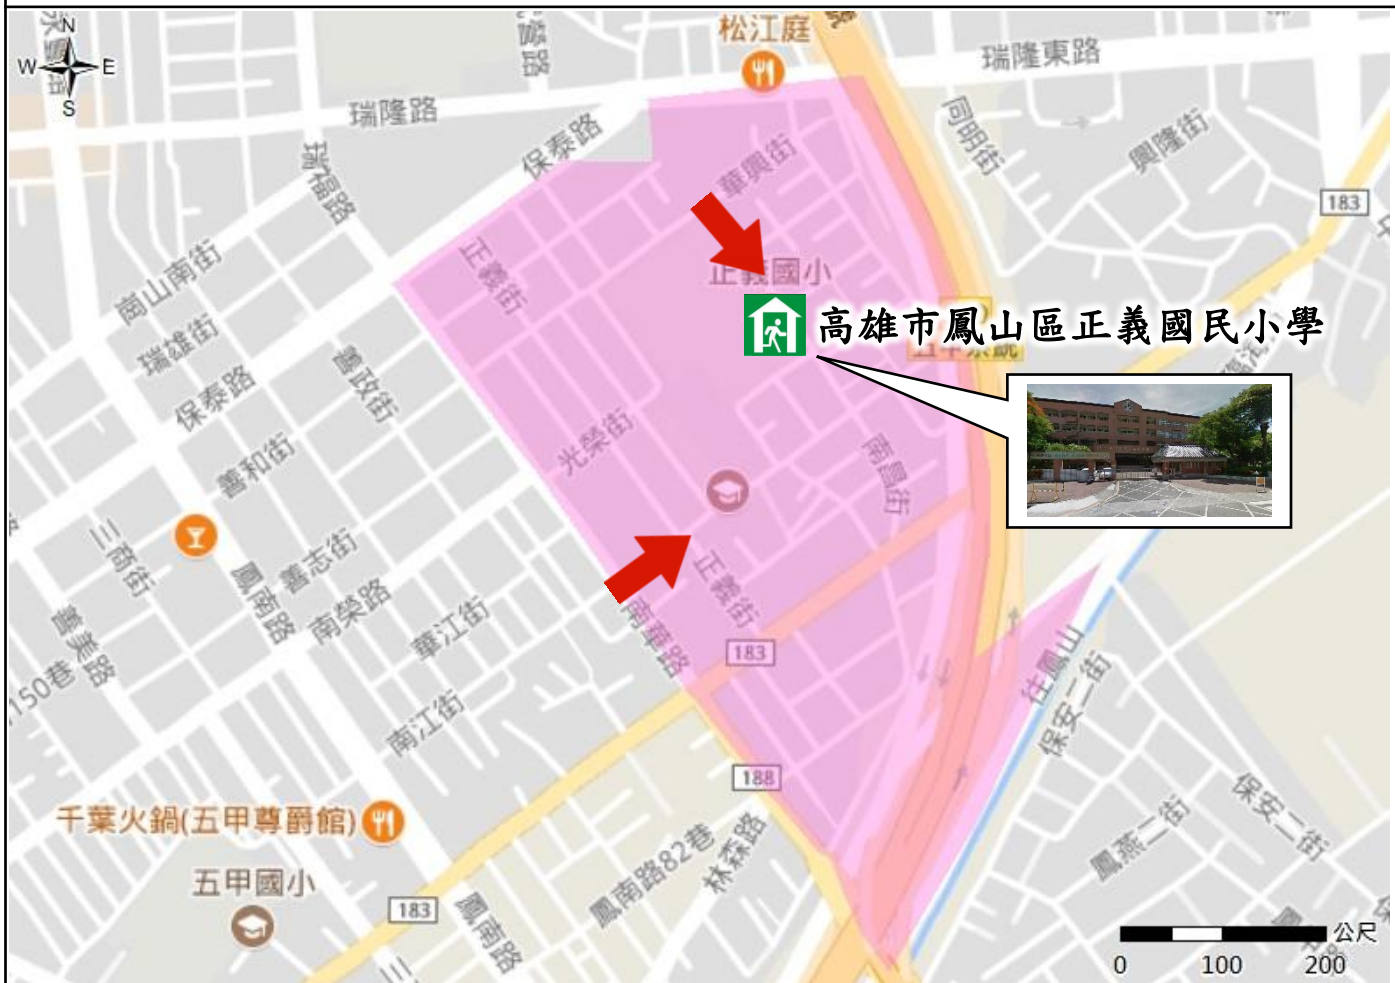 N
W
E
S
松江庭
瑞隆東路
瑞隆路
保泰路
瑞福路
同明街
興隆街
華興街
183
正義街
崗山南街
正義國小
高雄市鳳山區正義國民小學
瑞雄街
善政街
保泰路
光榮街
南昌街
善和街
三商街
善志街
鳳南路
南榮路
善美路
華江街
正義街
南華路
183
150巷
南江街
往鳳山
保安二街
188
千葉火鍋(五甲尊爵館)
保安二街
鳳燕二街
林森路
鳳南路82巷
五甲國小
183
鳳南路
公尺
0
100
200